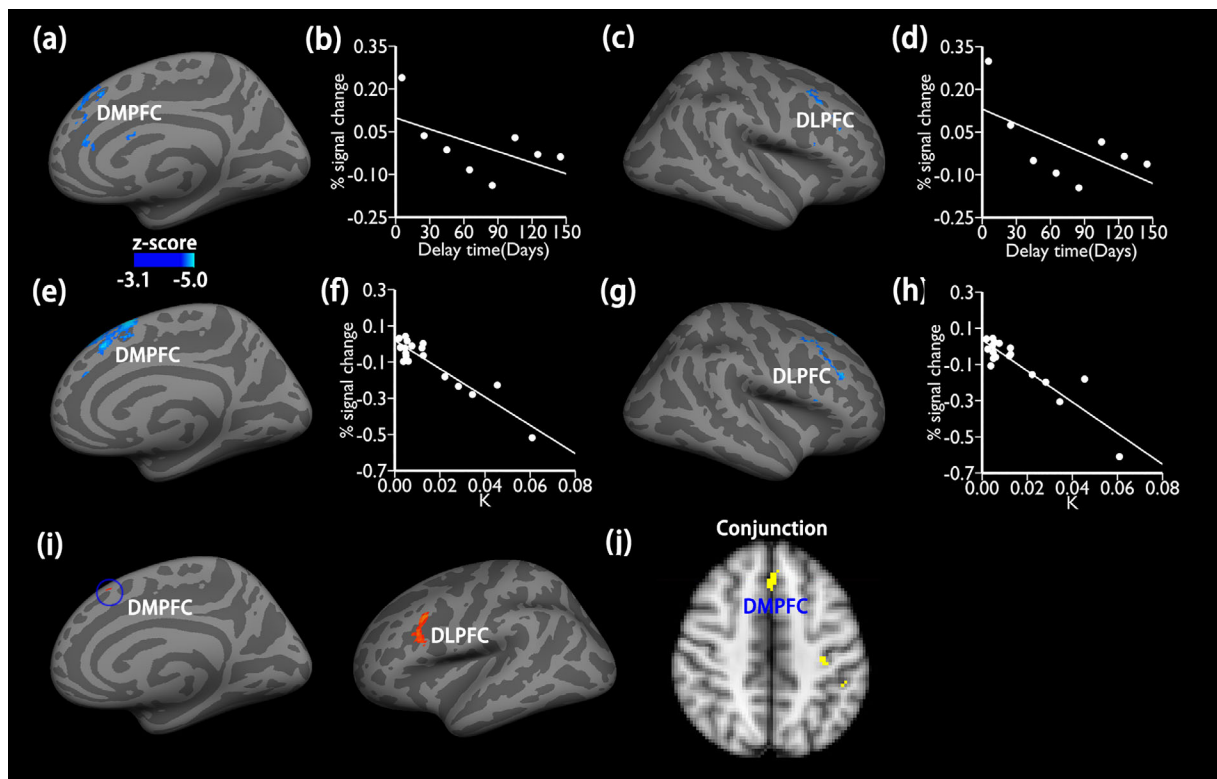 (a)
DMPFC
(b)
% signal change
0.35
0.20
0.05
-0.10
-0.25
0 30 60 90 120 150
Delay time(Days)
(c)
DLPFC
(d)
% signal change
0.35
0.20
0.05
-0.10
-0.25
0 30 60 90 120 150
Delay time(Days)
z-score
-3.1 -5.0
(e)
DMPFC
(f)
% signal change
0.3
0.1
-0.1
-0.3
-0.5
-0.7
0.00 0.02 0.04 0.06 0.08
K
(g)
DLPFC
(h)
% signal change
0.3
0.1
-0.1
-0.3
-0.5
-0.7
0.00 0.02 0.04 0.06 0.08
K
(i)
DMPFC
DLPFC
(j)
Conjunction
DMPFC